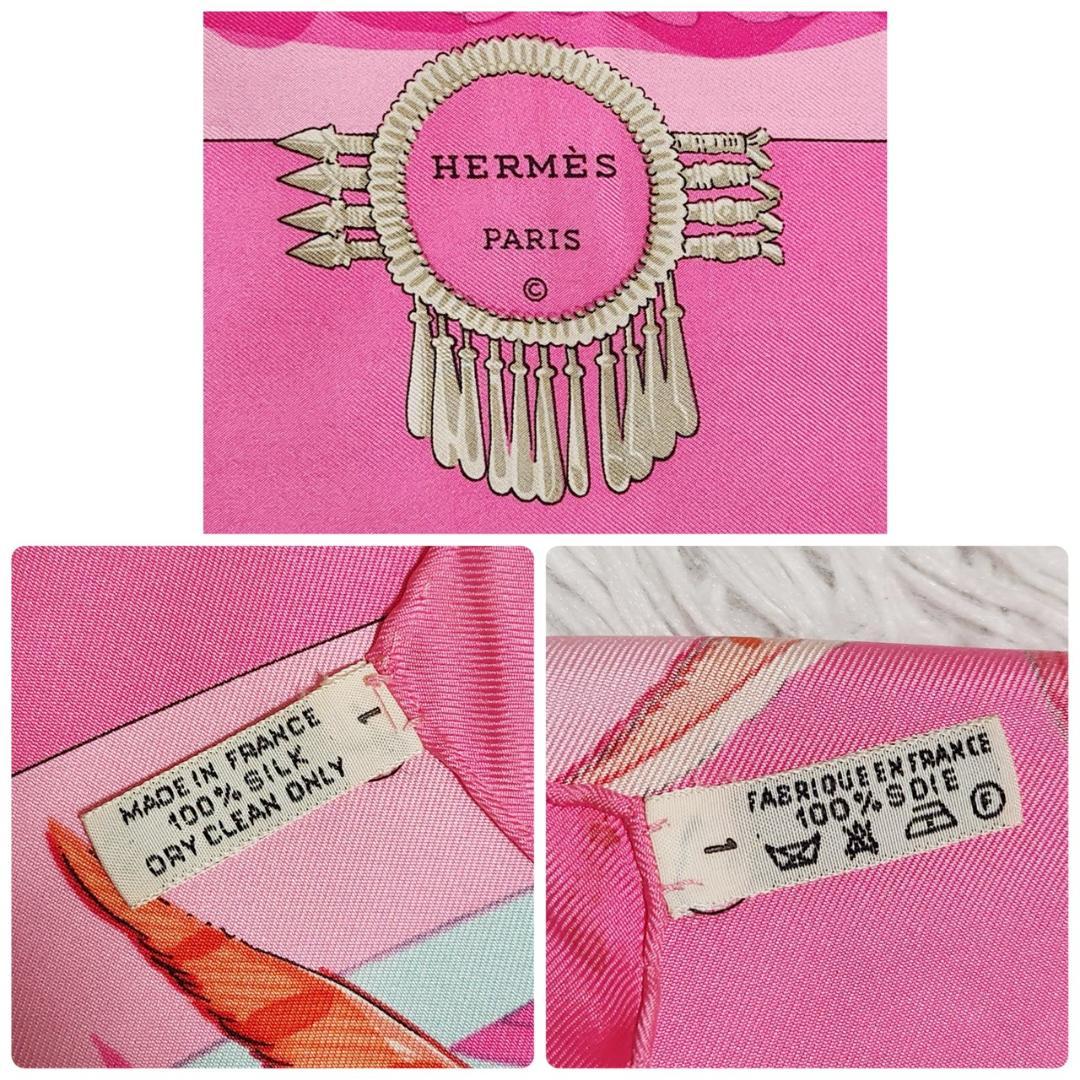 HERMÈS
PARIS
©
MADE IN FRANCE
100% SILK
DRY CLEAN ONLY
1
FABRIQUE EN FRANCE
100% SOIE
F
1